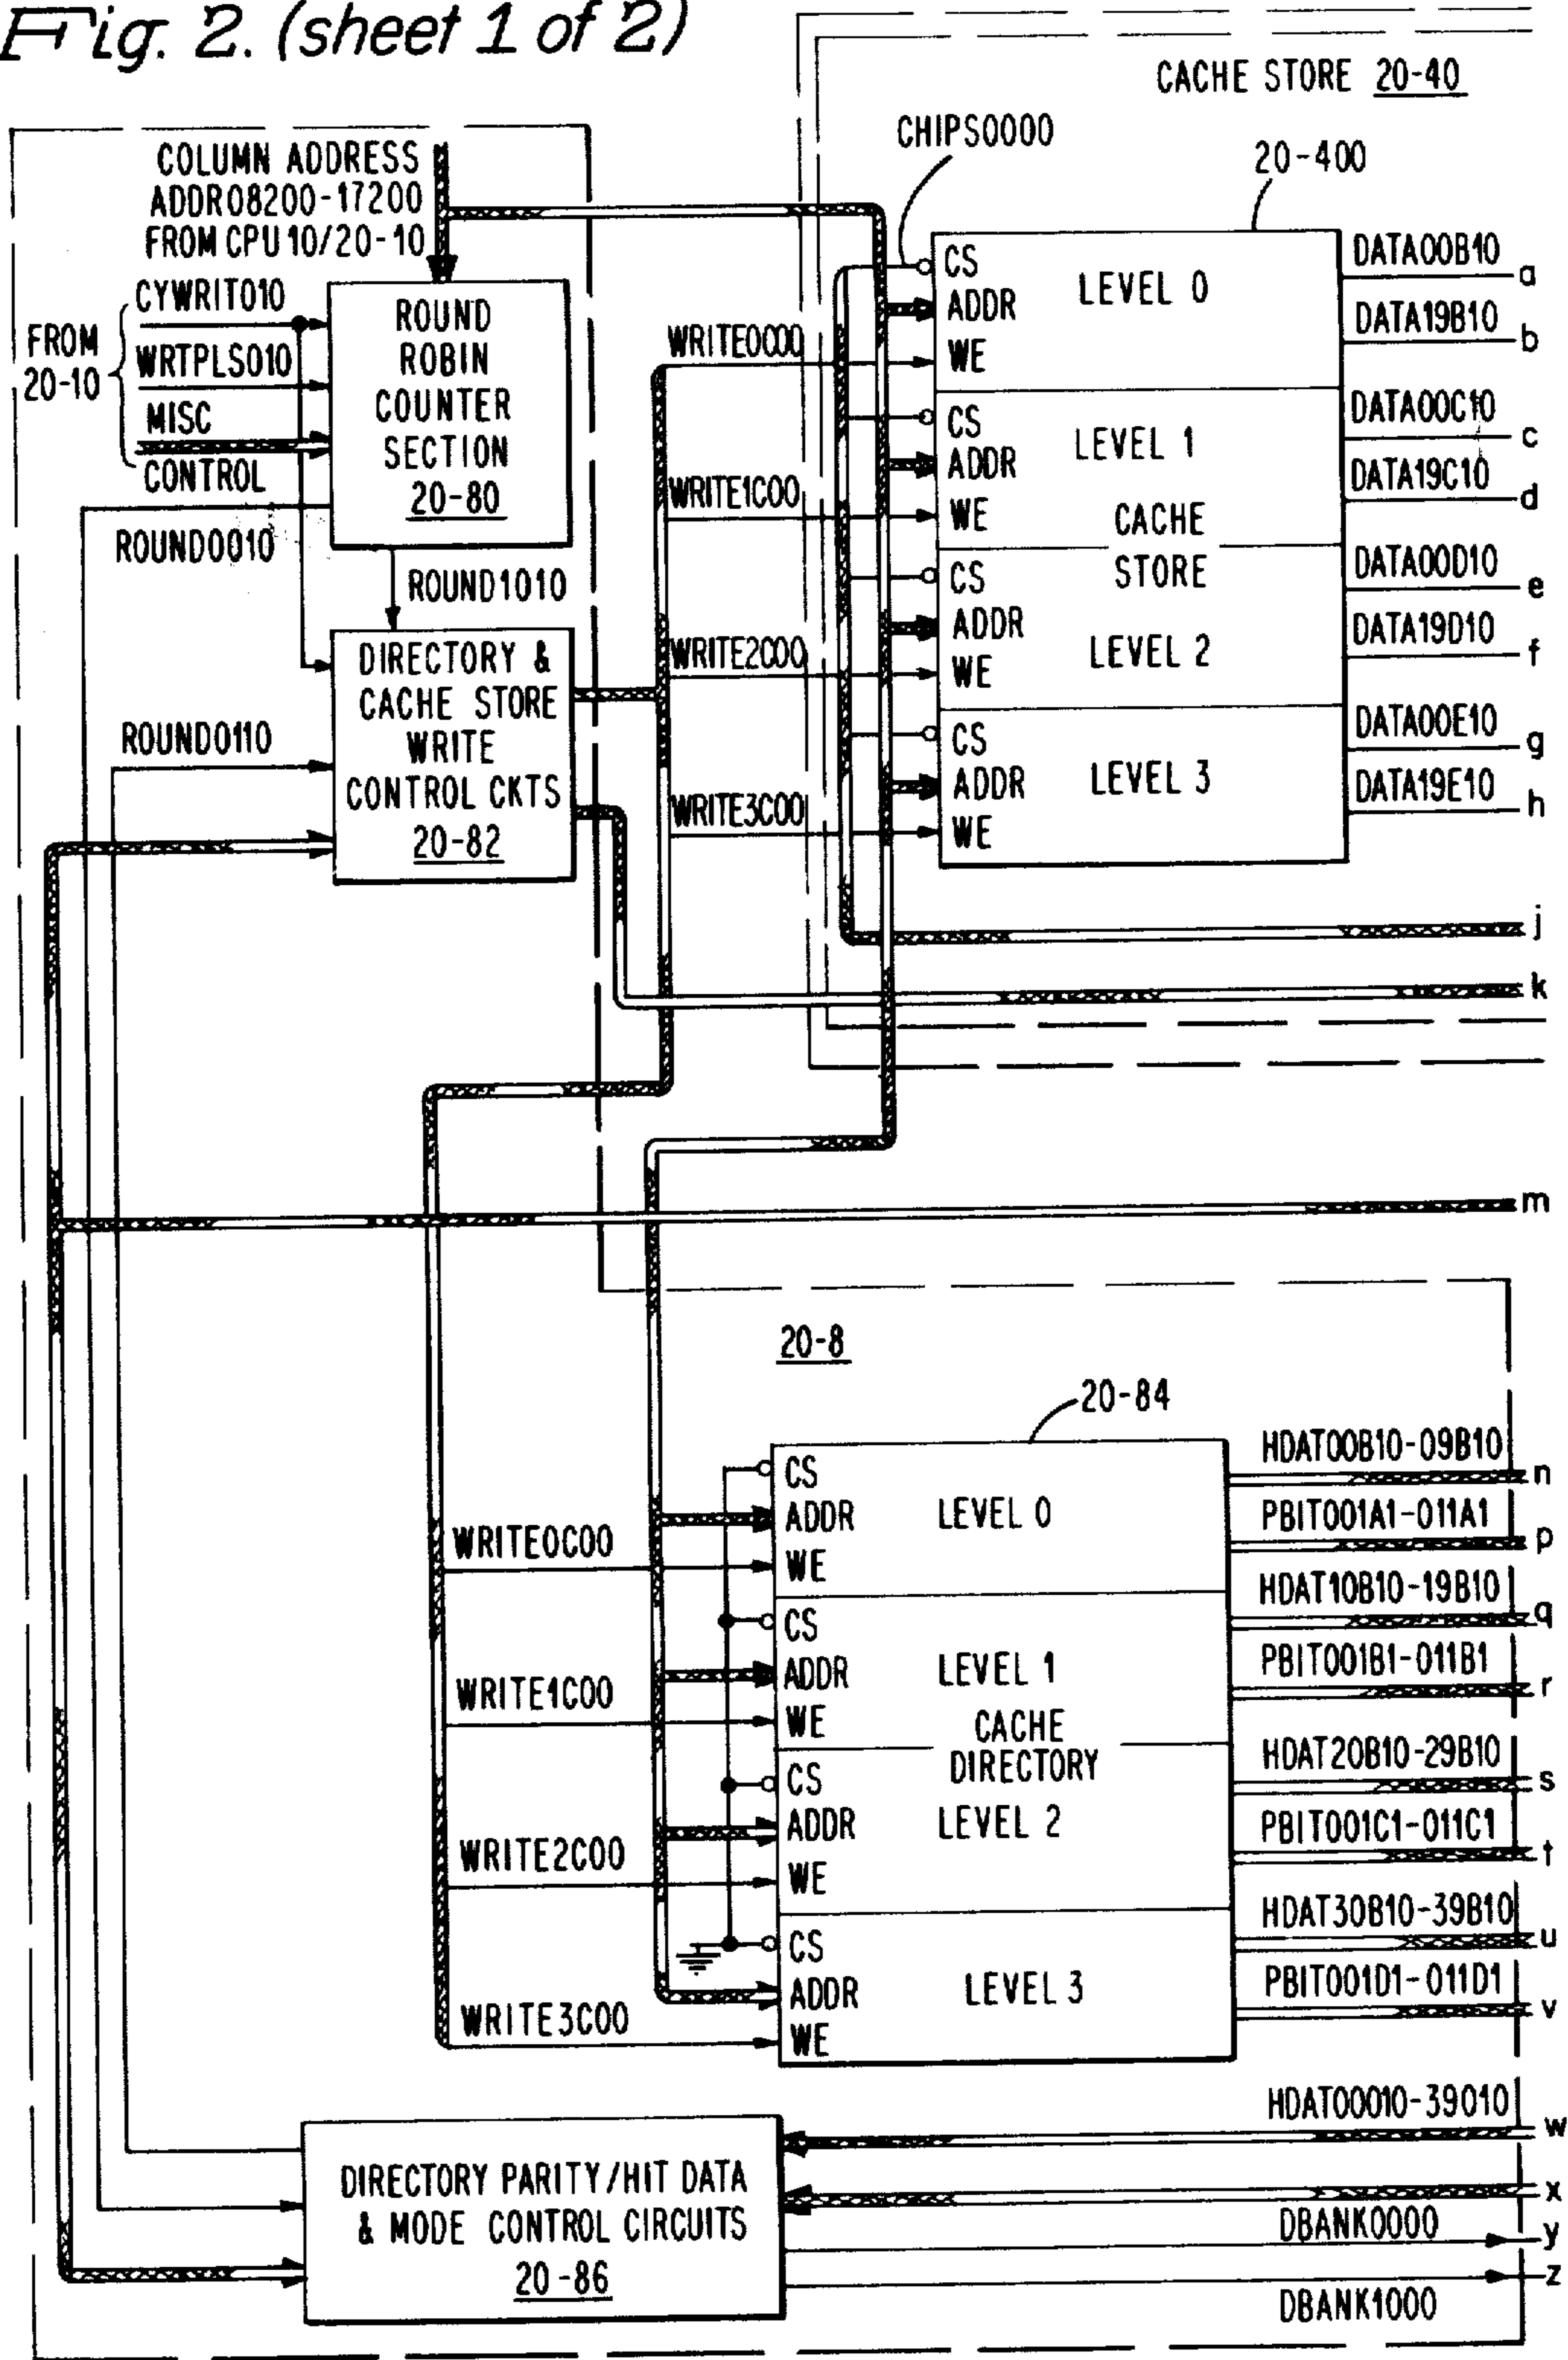 Fig. 2. (sheet 1 of 2)
CACHE STORE 20-40
COLUMN ADDRESS
ADDR08200-17200
FROM CPU 10/20-10
CHIPS0000
20-400
CYWRIT010
WRTPLS010
MISC
CONTROL
FROM
20-10
ROUND
ROBIN
COUNTER
SECTION
20-80
ROUND0010
ROUND1010
DIRECTORY &
CACHE STORE
WRITE
CONTROL CKTS
20-82
ROUND0110
WRITE0C00
WRITE1C00
WRITE2C00
WRITE3C00
CS
ADDR
WE
LEVEL 0
CS
ADDR
WE
LEVEL 1
CACHE
STORE
CS
ADDR
WE
LEVEL 2
CS
ADDR
WE
LEVEL 3
DATA00B10
a
DATA19B10
b
DATA00C10
c
DATA19C10
d
DATA00D10
e
DATA19D10
f
DATA00E10
g
DATA19E10
h
j
k
m
20-8
20-84
WRITE0C00
WRITE1C00
WRITE2C00
WRITE3C00
CS
ADDR
WE
LEVEL 0
CS
ADDR
WE
LEVEL 1
CACHE
DIRECTORY
CS
ADDR
WE
LEVEL 2
CS
ADDR
WE
LEVEL 3
HDAT00B10-09B10
n
PBIT001A1-011A1
p
HDAT10B10-19B10
q
PBIT001B1-011B1
r
HDAT20B10-29B10
s
PBIT001C1-011C1
t
HDAT30B10-39B10
u
PBIT001D1-011D1
v
HDAT00010-39010
w
x
DBANK0000
y
z
DBANK1000
DIRECTORY PARITY/HIT DATA
& MODE CONTROL CIRCUITS
20-86